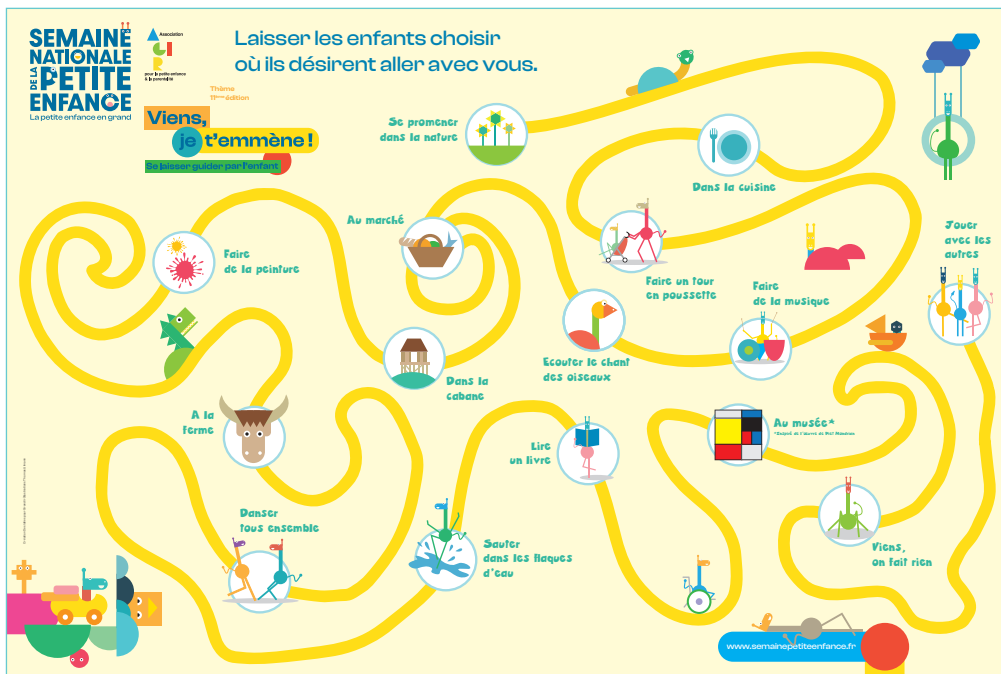 SEMAINE
NATIONALE
DE LA PETITE
ENFANCE
La petite enfance en grand
Association
AGIR
pour la petite enfance
& la parentalité
Laisser les enfants choisir
où ils désirent aller avec vous.
Thème
11ème édition
Viens,
je t'emmène !
Se laisser guider par l'enfant
Se promener
dans la nature
Dans la cuisine
Au marché
Faire
de la peinture
Faire un tour
en poussette
Faire
de la musique
Jouer
avec les
autres
Ecouter le chant
des oiseaux
Dans la
cabane
A la
ferme
Lire
un livre
Au musée*
*Inspiré de l'œuvre de Piet Mondrian
Danser
tous ensemble
Sauter
dans les flaques
d'eau
Viens,
on fait rien
www.semainepetiteenfance.fr